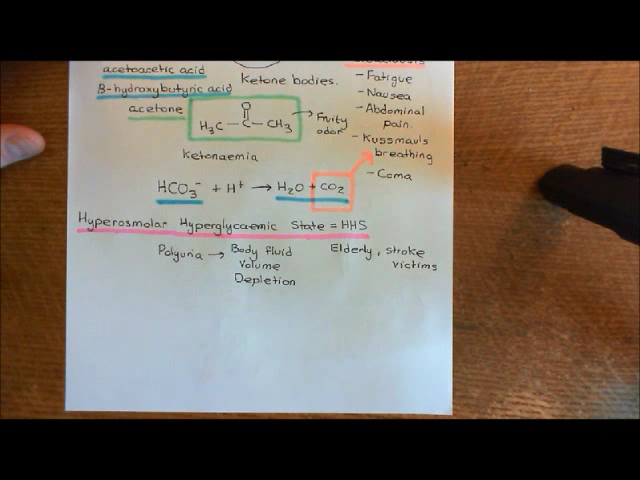 acetoacetic acid
B-hydroxybutyric acid
acetone
Ketone bodies.
O
H₃C – C – CH₃
Fruity
odor
Ketonaemia
- Fatigue
- Nausea
- Abdominal
pain.
- Kussmauls
breathing
- Coma
HCO₃⁻ + H⁺ → H₂O + CO₂
Hyperosmolar Hyperglycaemic State = HHS
Polyuria → Body fluid
Volume
Depletion
Elderly, stroke
victims